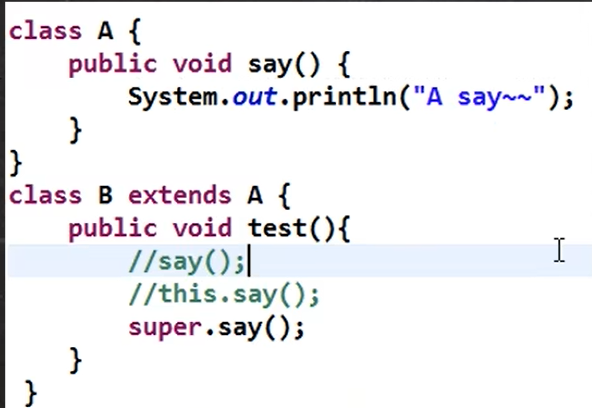 class A {
    public void say() {
        System.out.println("A say~~");
    }
}
class B extends A {
    public void test(){
        //say();
        //this.say();
        super.say();
    }
 }